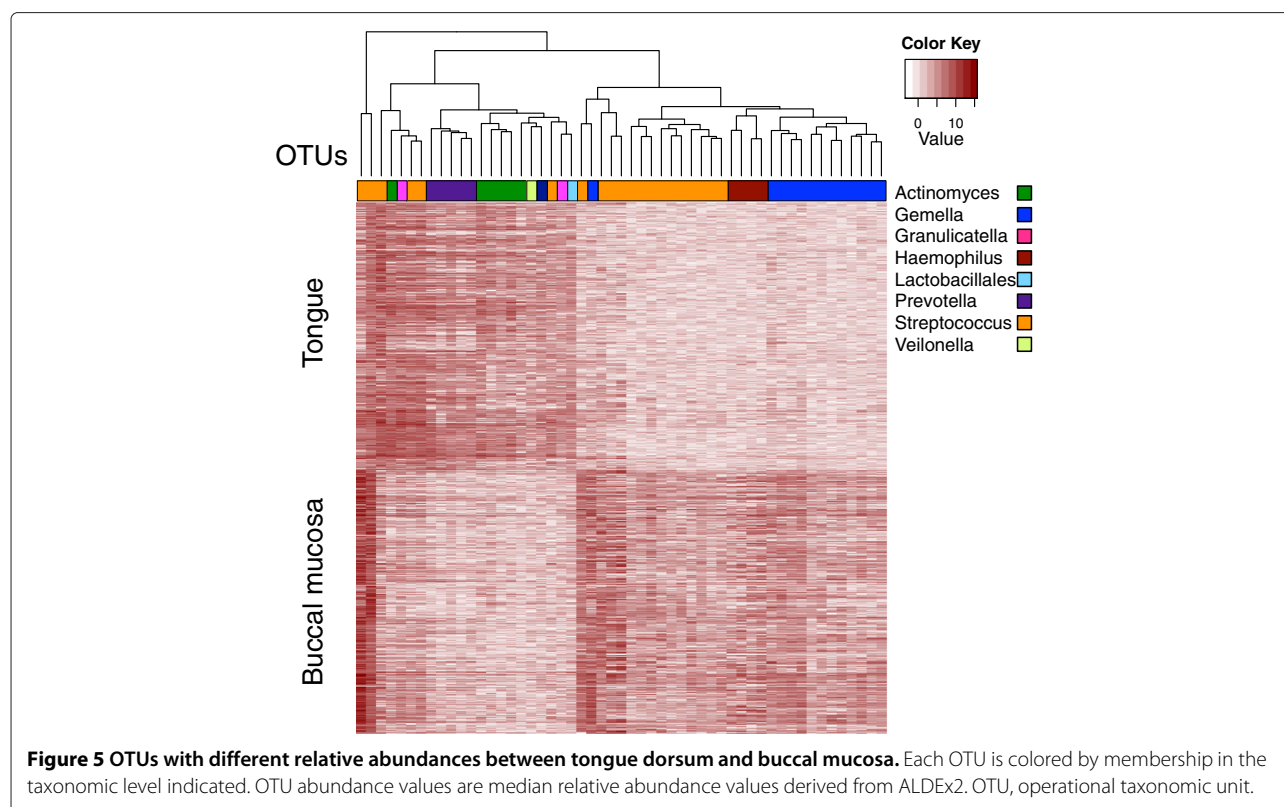 Color Key
0 10
Value
OTUs
Actinomyces
Gemella
Granulicatella
Haemophilus
Lactobacillales
Prevotella
Streptococcus
Veilonella
Tongue
Buccal mucosa
Figure 5 OTUs with different relative abundances between tongue dorsum and buccal mucosa. Each OTU is colored by membership in the
taxonomic level indicated. OTU abundance values are median relative abundance values derived from ALDEx2. OTU, operational taxonomic unit.